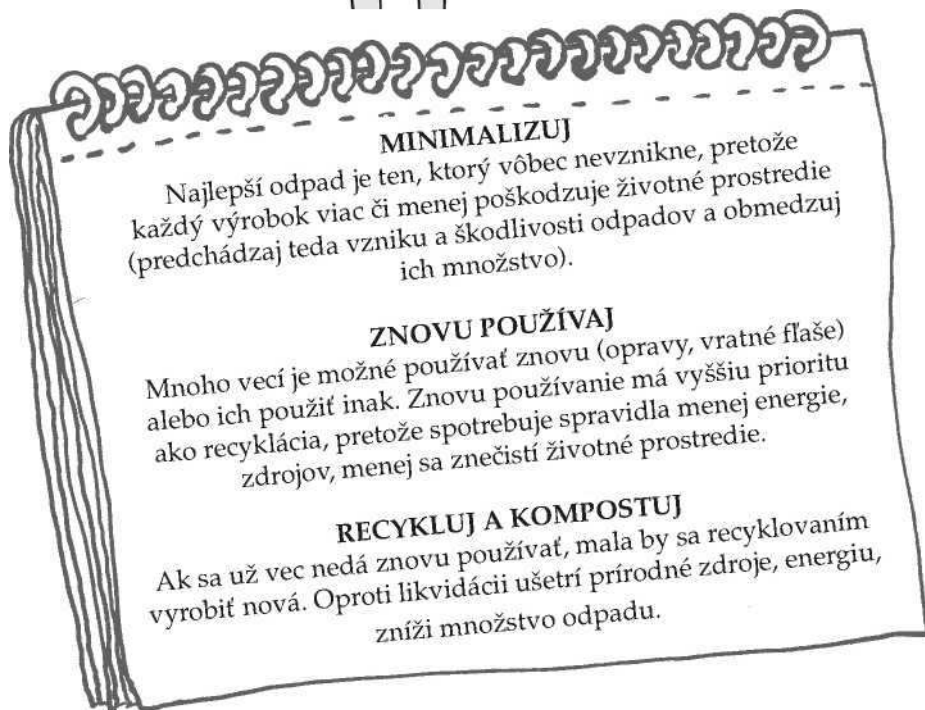 MINIMALIZUJ
Najlepší odpad je ten, ktorý vôbec nevznikne, pretože
každý výrobok viac či menej poškodzuje životné prostredie
(predchádzaj teda vzniku a škodlivosti odpadov a obmedzuj
ich množstvo).
ZNOVU POUŽÍVAJ
Mnoho vecí je možné používať znovu (opravy, vratné fľaše)
alebo ich použiť inak. Znovu používanie má vyššiu prioritu
ako recyklácia, pretože spotrebuje spravidla menej energie,
zdrojov, menej sa znečistí životné prostredie.
RECYKLUJ A KOMPOSTUJ
Ak sa už vec nedá znovu používať, mala by sa recyklovaním
vyrobiť nová. Oproti likvidácii ušetrí prírodné zdroje, energiu,
zníži množstvo odpadu.